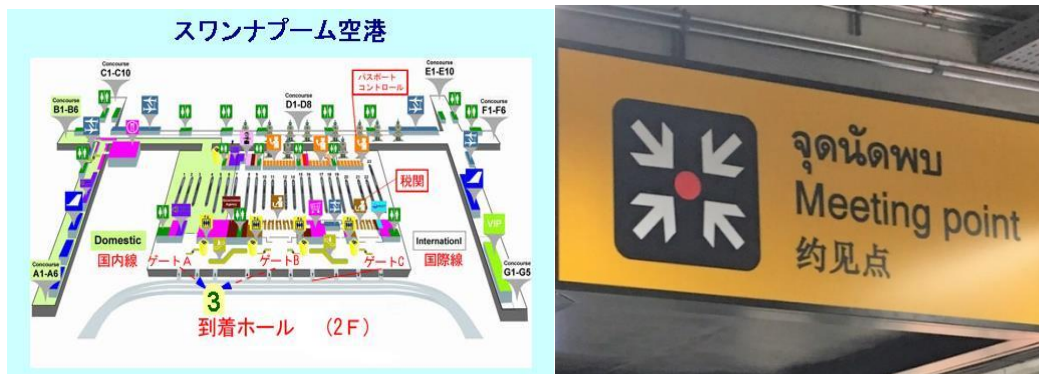 スワンナプーム空港
Concourse
C1-C10
Concourse
E1-E10
パスポート
コントロール
Concourse
B1-B6
Concourse
D1-D8
Concourse
F1-F6
税関
VIP
Domestic
国内線
Internationl
国際線
ゲートA
ゲートB
ゲートC
Concourse
A1-A6
Concourse
G1-G5
3
到着ホール (2F)
จุดนัดพบ
Meeting point
约见点